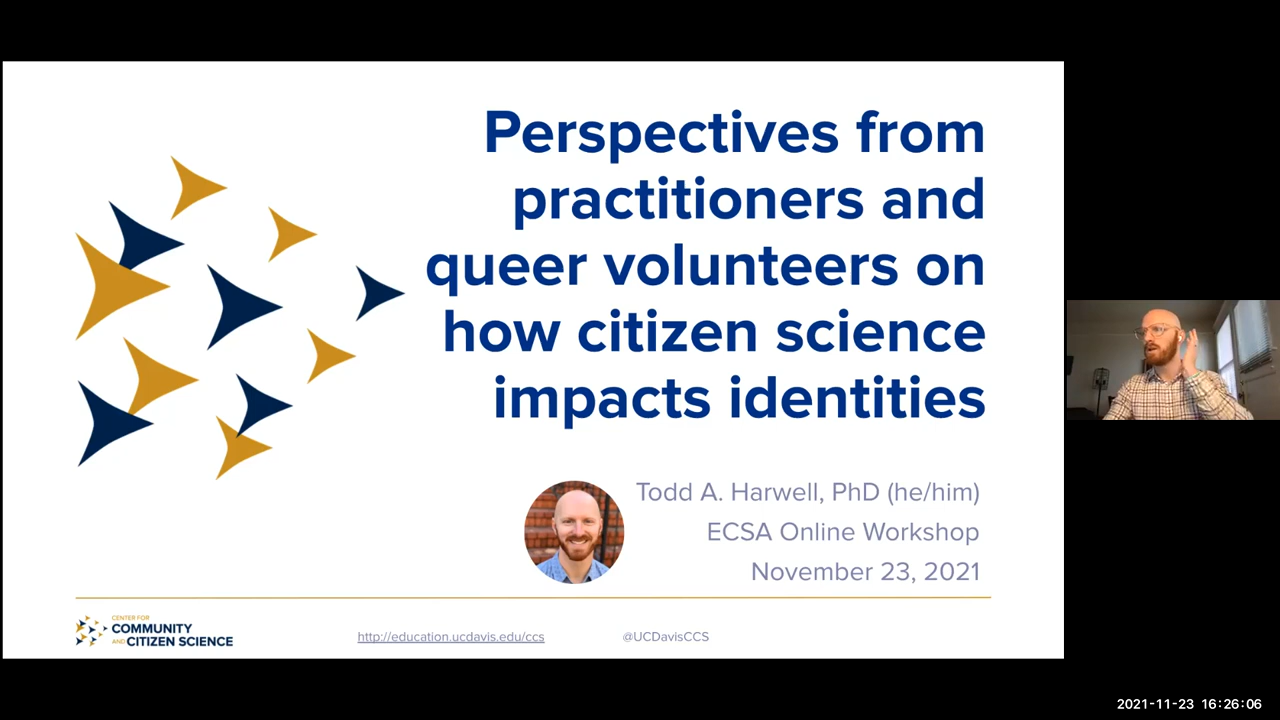 Perspectives from
practitioners and
queer volunteers on
how citizen science
impacts identities
Todd A. Harwell, PhD (he/him)
ECSA Online Workshop
November 23, 2021
CENTER FOR
COMMUNITY
AND CITIZEN SCIENCE
http://education.ucdavis.edu/ccs
@UCDavisCCS
2021-11-23 16:26:06